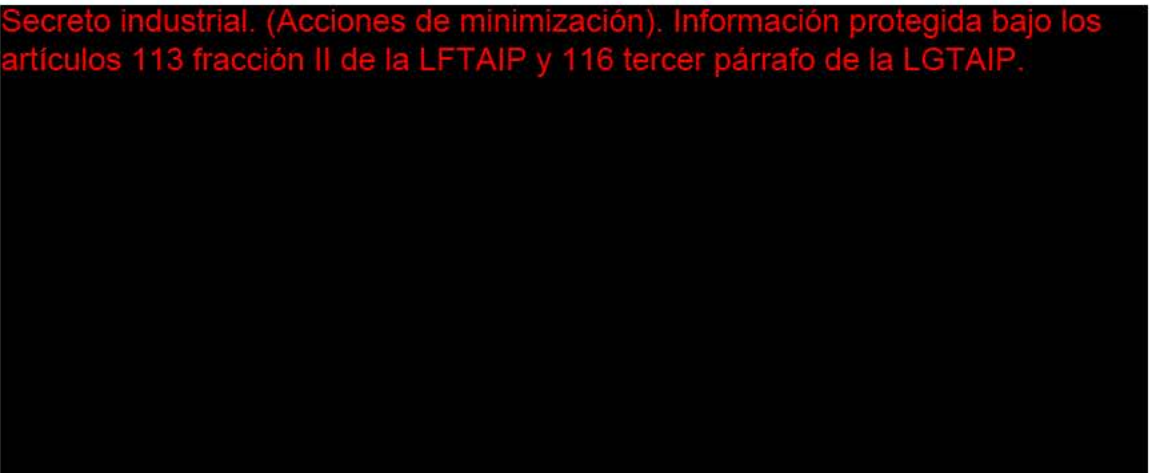 Secreto industrial. (Acciones de minimización). Información protegida bajo los
artículos 113 fracción II de la LFTAIP y 116 tercer párrafo de la LGTAIP.